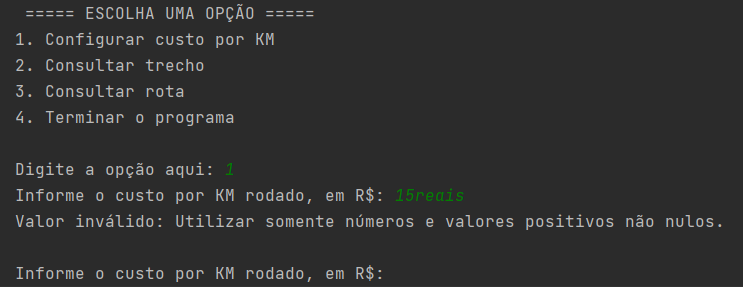 ===== ESCOLHA UMA OPÇÃO =====
1. Configurar custo por KM
2. Consultar trecho
3. Consultar rota
4. Terminar o programa
Digite a opção aqui: 1
Informe o custo por KM rodado, em R$: 15reais
Valor inválido: Utilizar somente números e valores positivos não nulos.
Informe o custo por KM rodado, em R$: